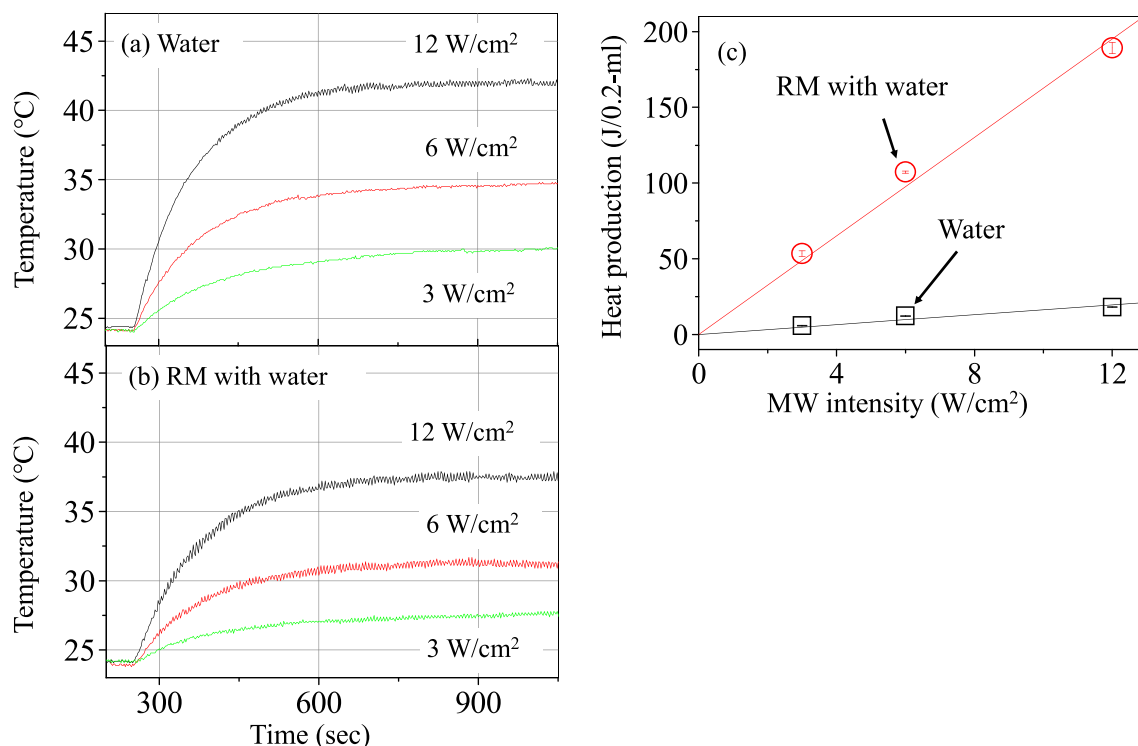 (a) Water
12 W/cm²
6 W/cm²
3 W/cm²
45
40
35
30
25
Temperature (℃)
(b) RM with water
12 W/cm²
6 W/cm²
3 W/cm²
45
40
35
30
25
Temperature (℃)
300 600 900
Time (sec)
(c)
RM with water
Water
200
150
100
50
0
Heat production (J/0.2-ml)
0 4 8 12
MW intensity (W/cm²)